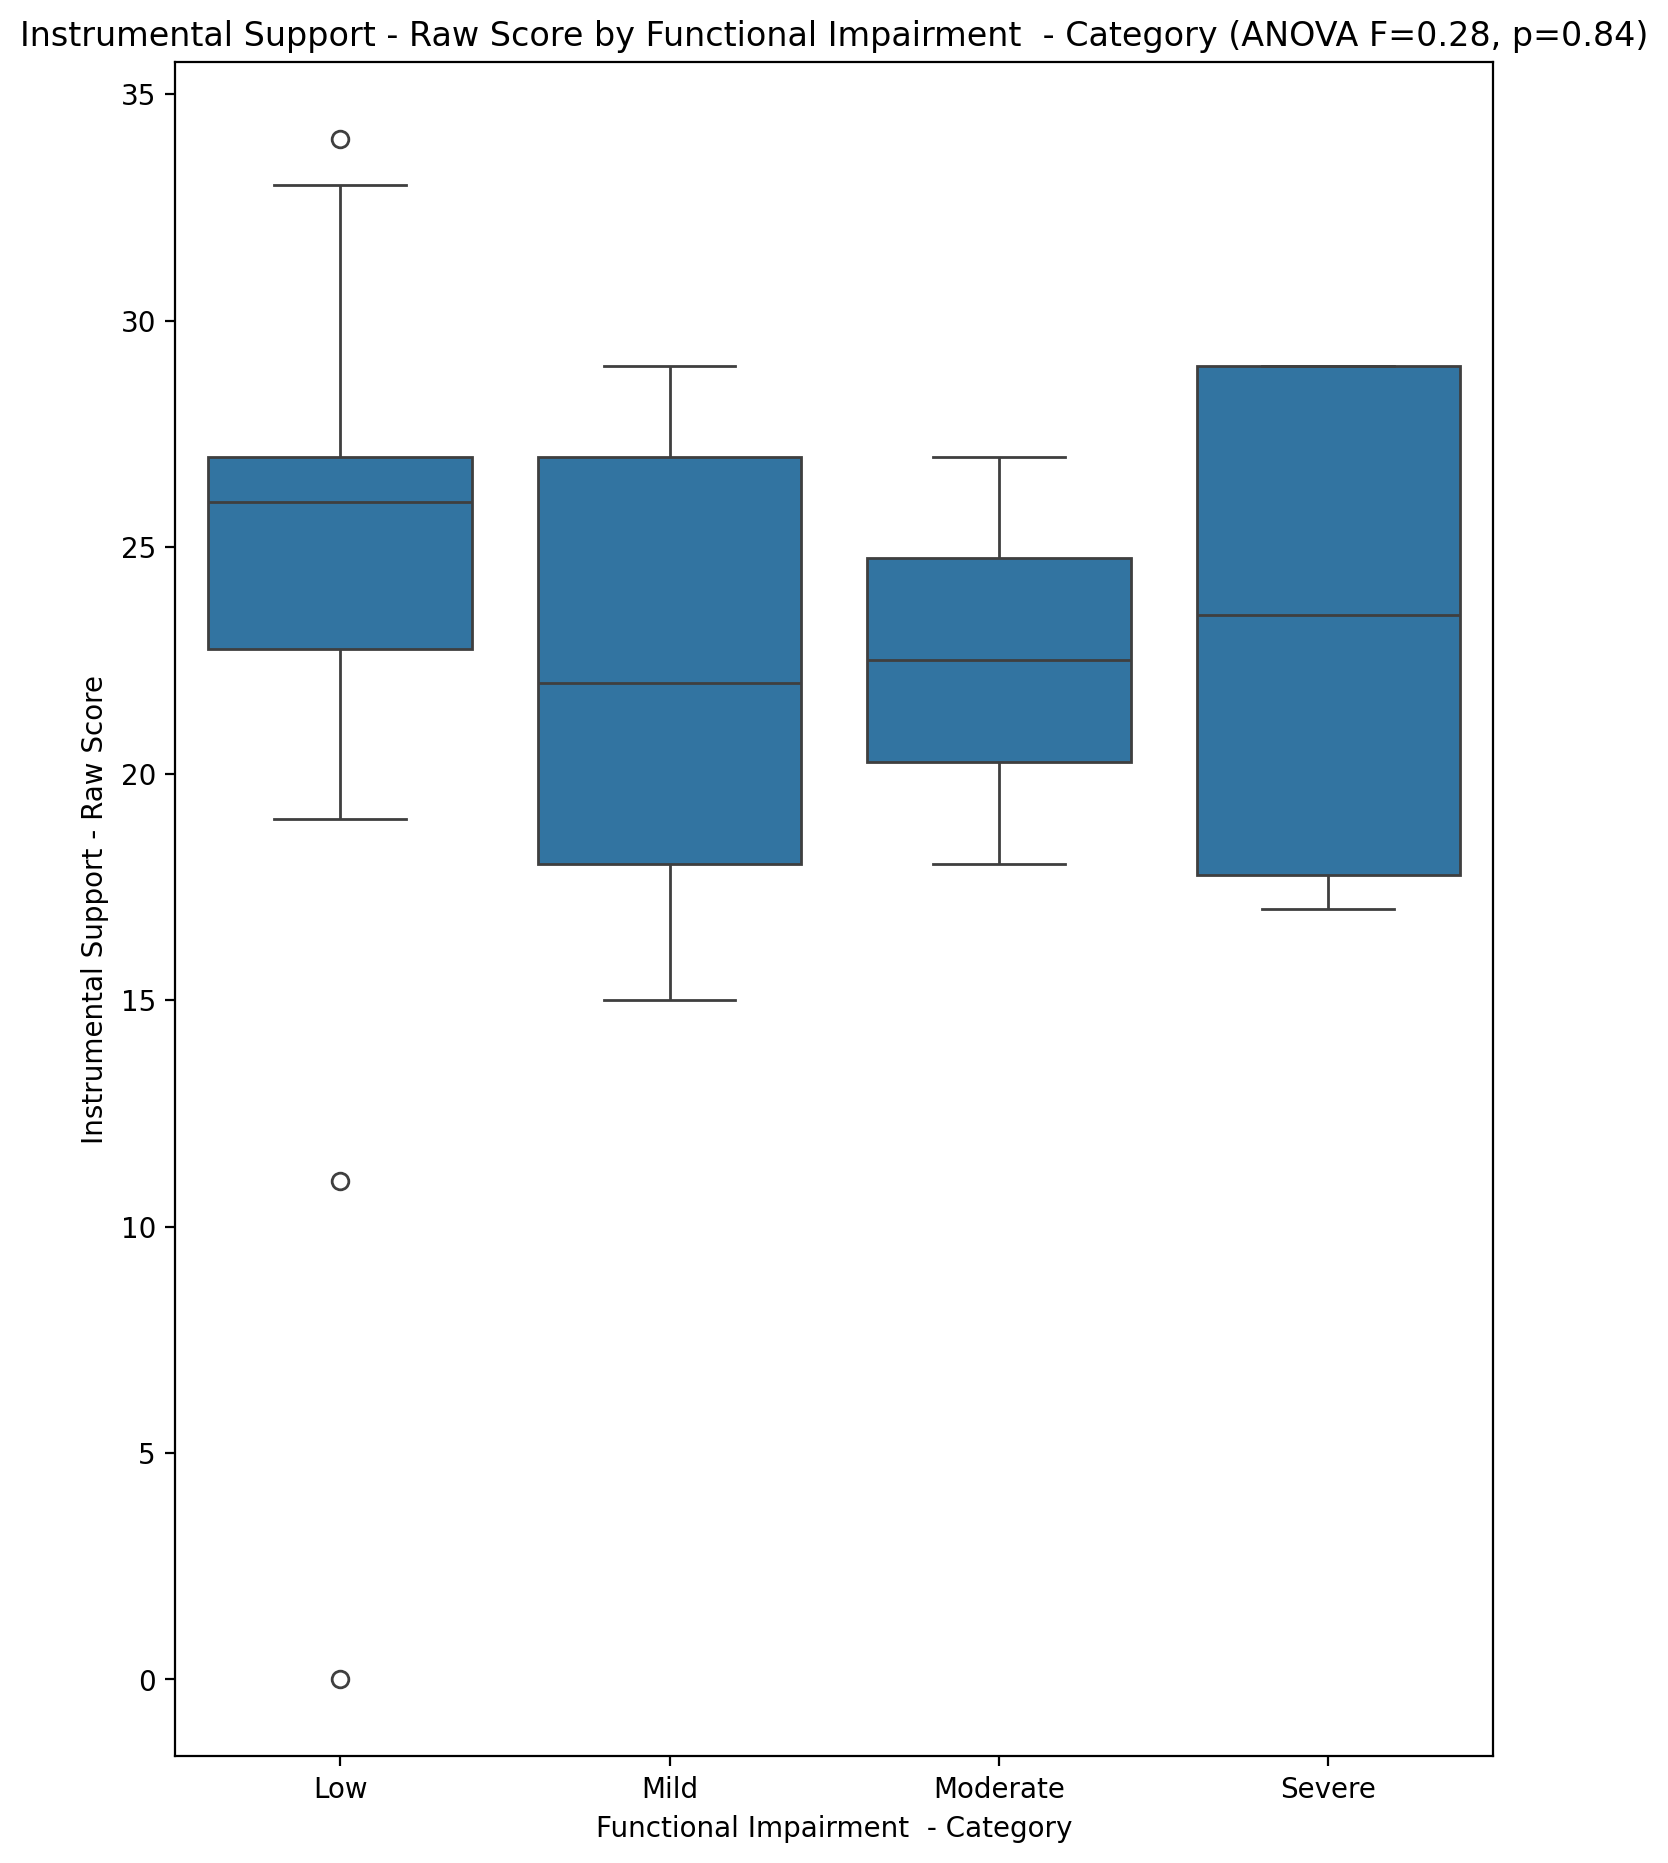 Instrumental Support - Raw Score by Functional Impairment  - Category (ANOVA F=0.28, p=0.84)
35
30
25
20
15
10
5
0
Instrumental Support - Raw Score
Low Mild Moderate Severe
Functional Impairment  - Category